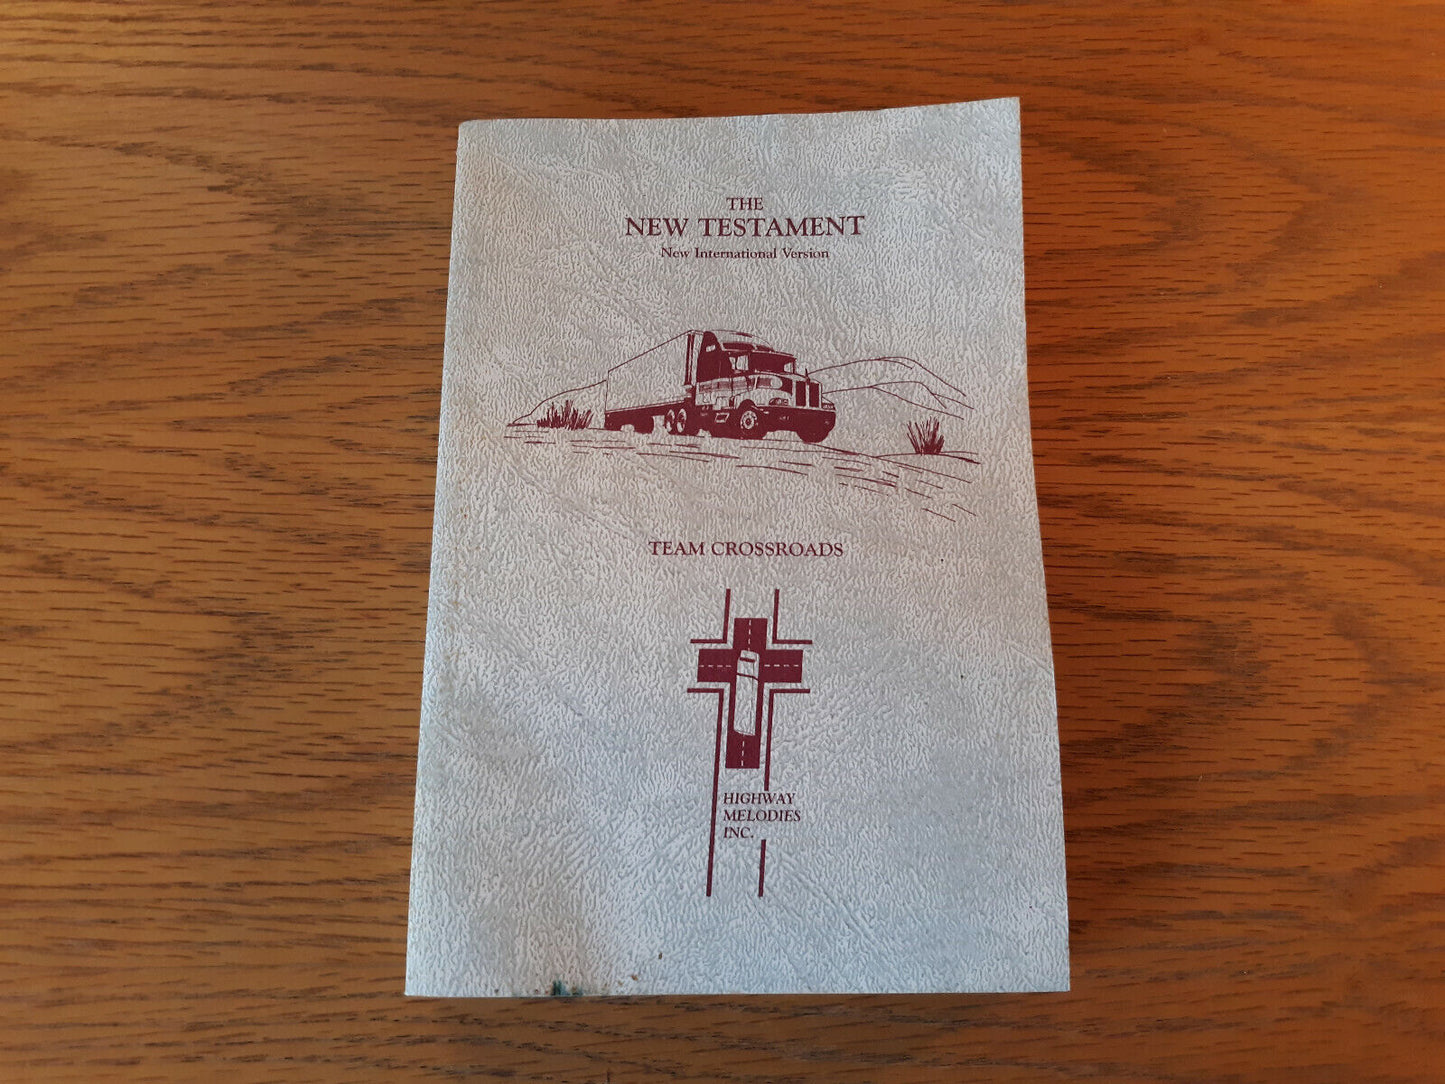 THE
NEW TESTAMENT
New International Version
TEAM CROSSROADS
HIGHWAY
MELODIES
INC.